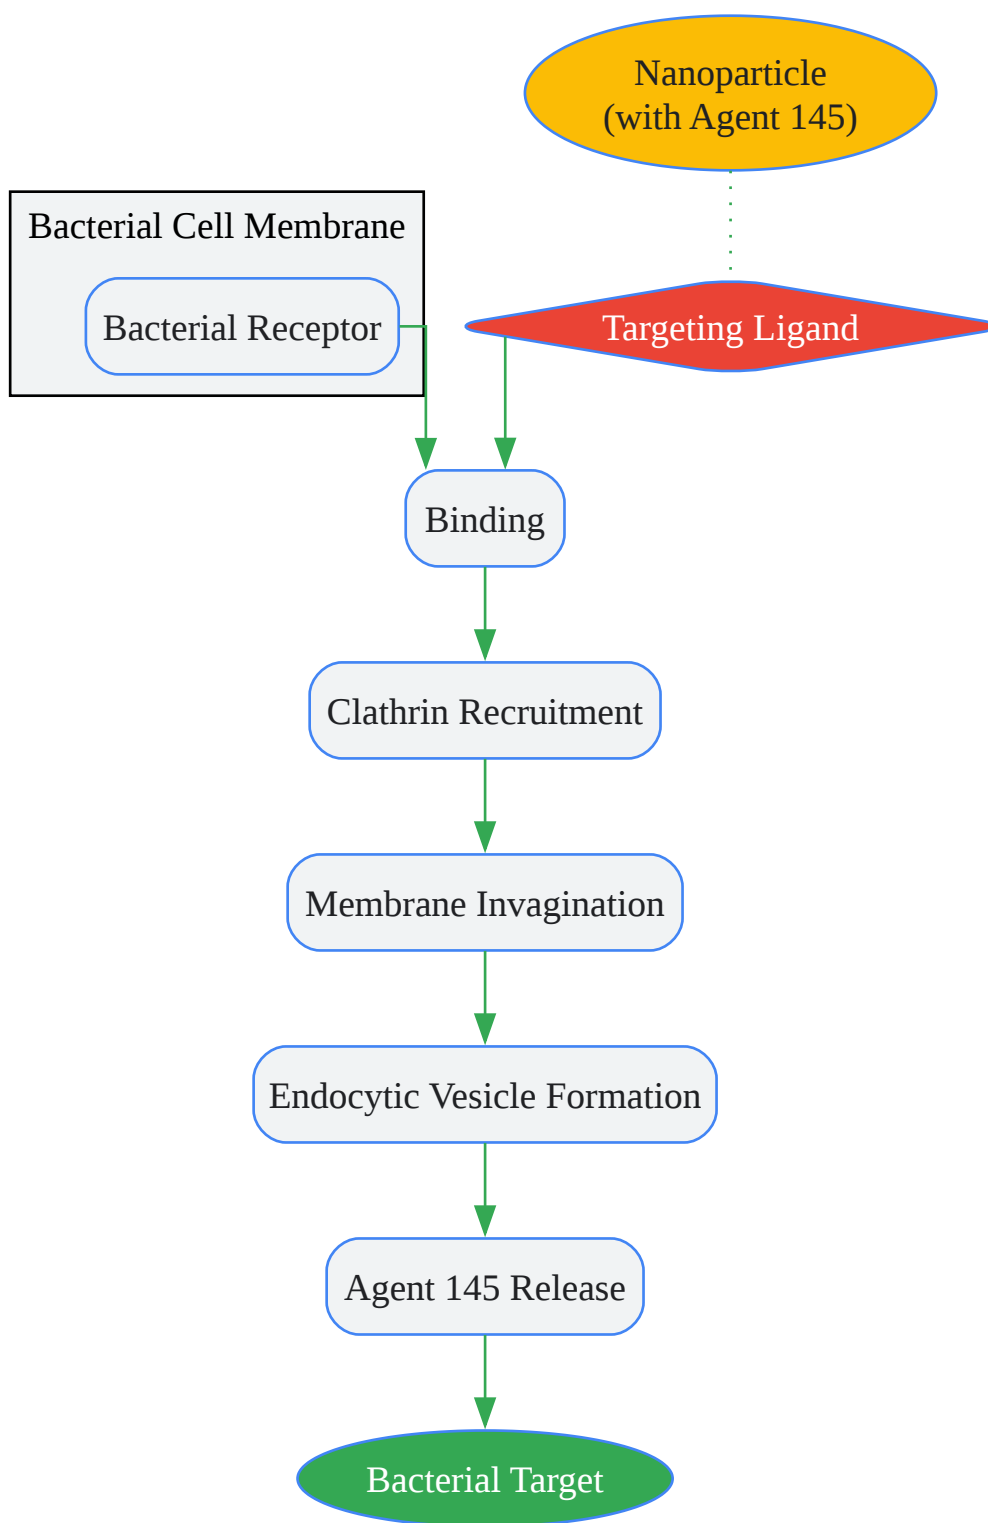 Nanoparticle
(with Agent 145)
Bacterial Cell Membrane
Bacterial Receptor
Targeting Ligand
Binding
Clathrin Recruitment
Membrane Invagination
Endocytic Vesicle Formation
Agent 145 Release
Bacterial Target